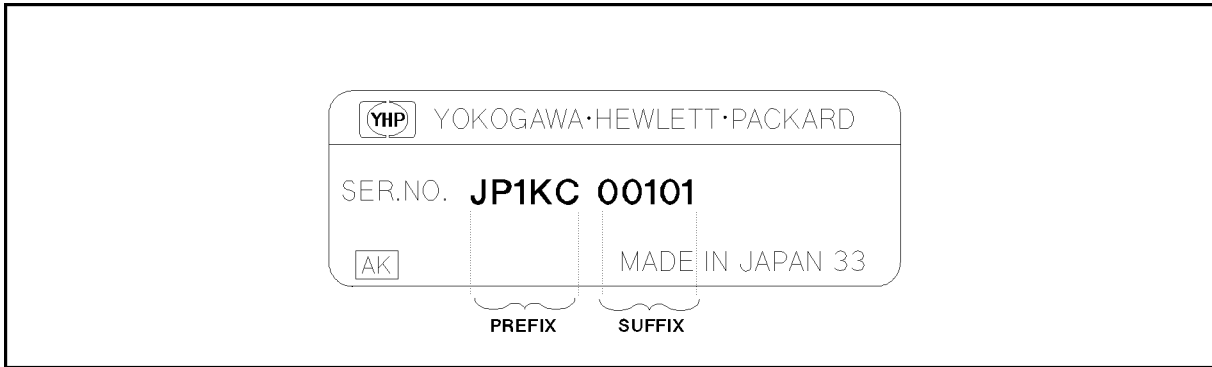 YHP YOKOGAWA·HEWLETT·PACKARD
SER.NO. JP1KC 00101
AK MADE IN JAPAN 33
PREFIX SUFFIX